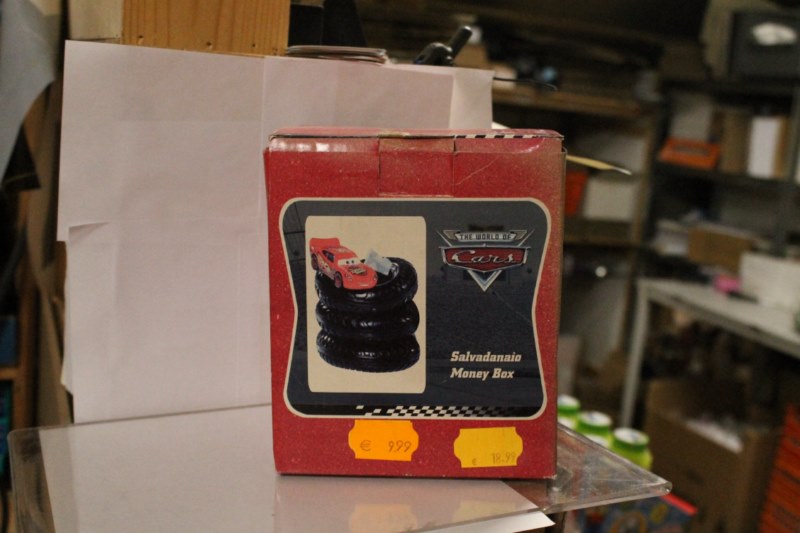 THE WORLD OF
Cars
Salvadanaio
Money Box
€ 9.99
€ 18.99